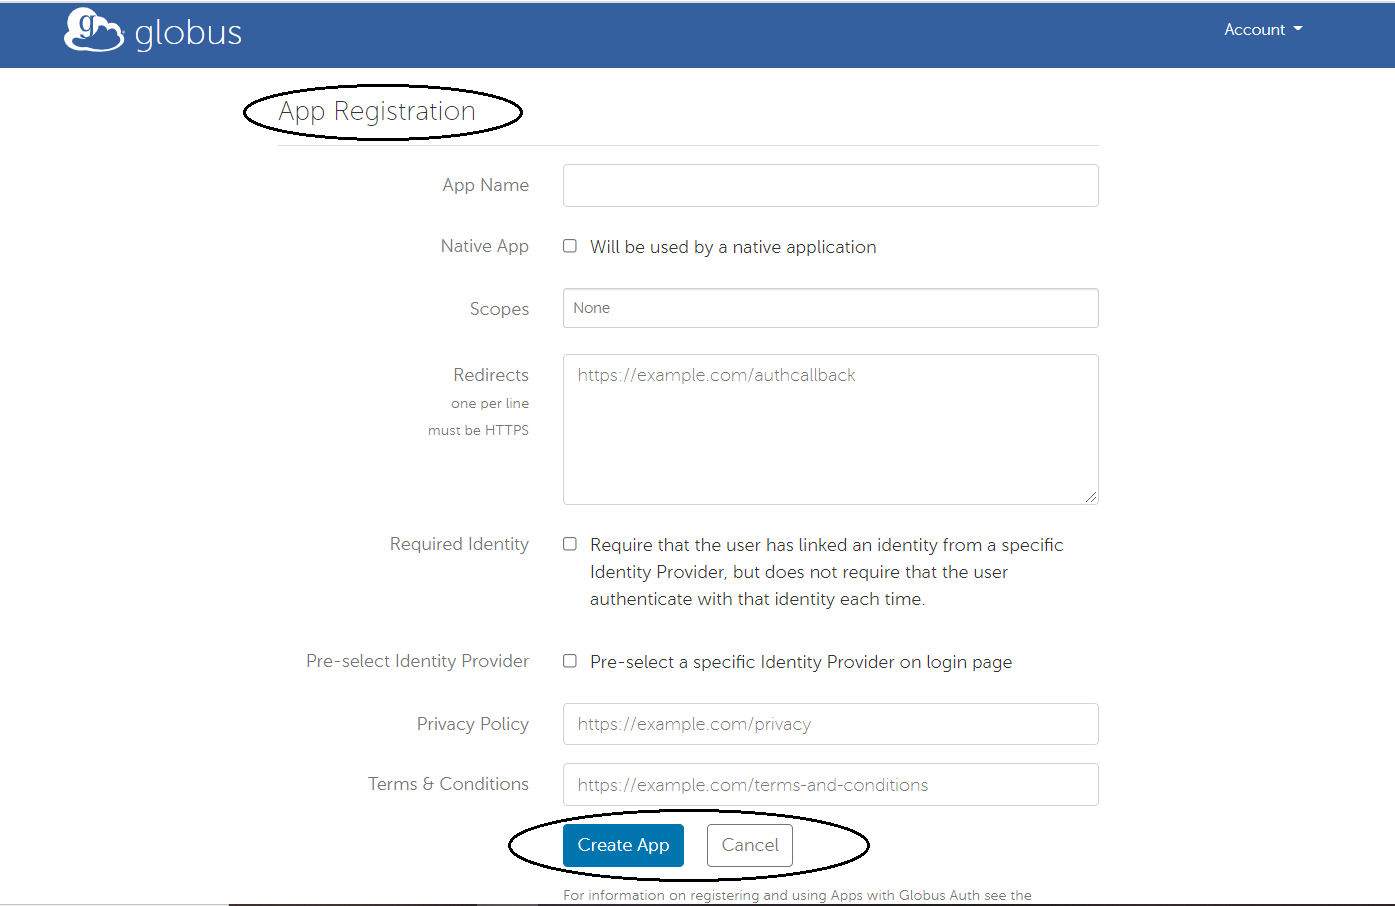 globus
Account
App Registration
App Name
Native App
Will be used by a native application
Scopes
None
Redirects
one per line
must be HTTPS
https://example.com/authcallback
Required Identity
Require that the user has linked an identity from a specific
Identity Provider, but does not require that the user
authenticate with that identity each time.
Pre-select Identity Provider
Pre-select a specific Identity Provider on login page
Privacy Policy
https://example.com/privacy
Terms & Conditions
https://example.com/terms-and-conditions
Create App
Cancel
For information on registering and using Apps with Globus Auth see the